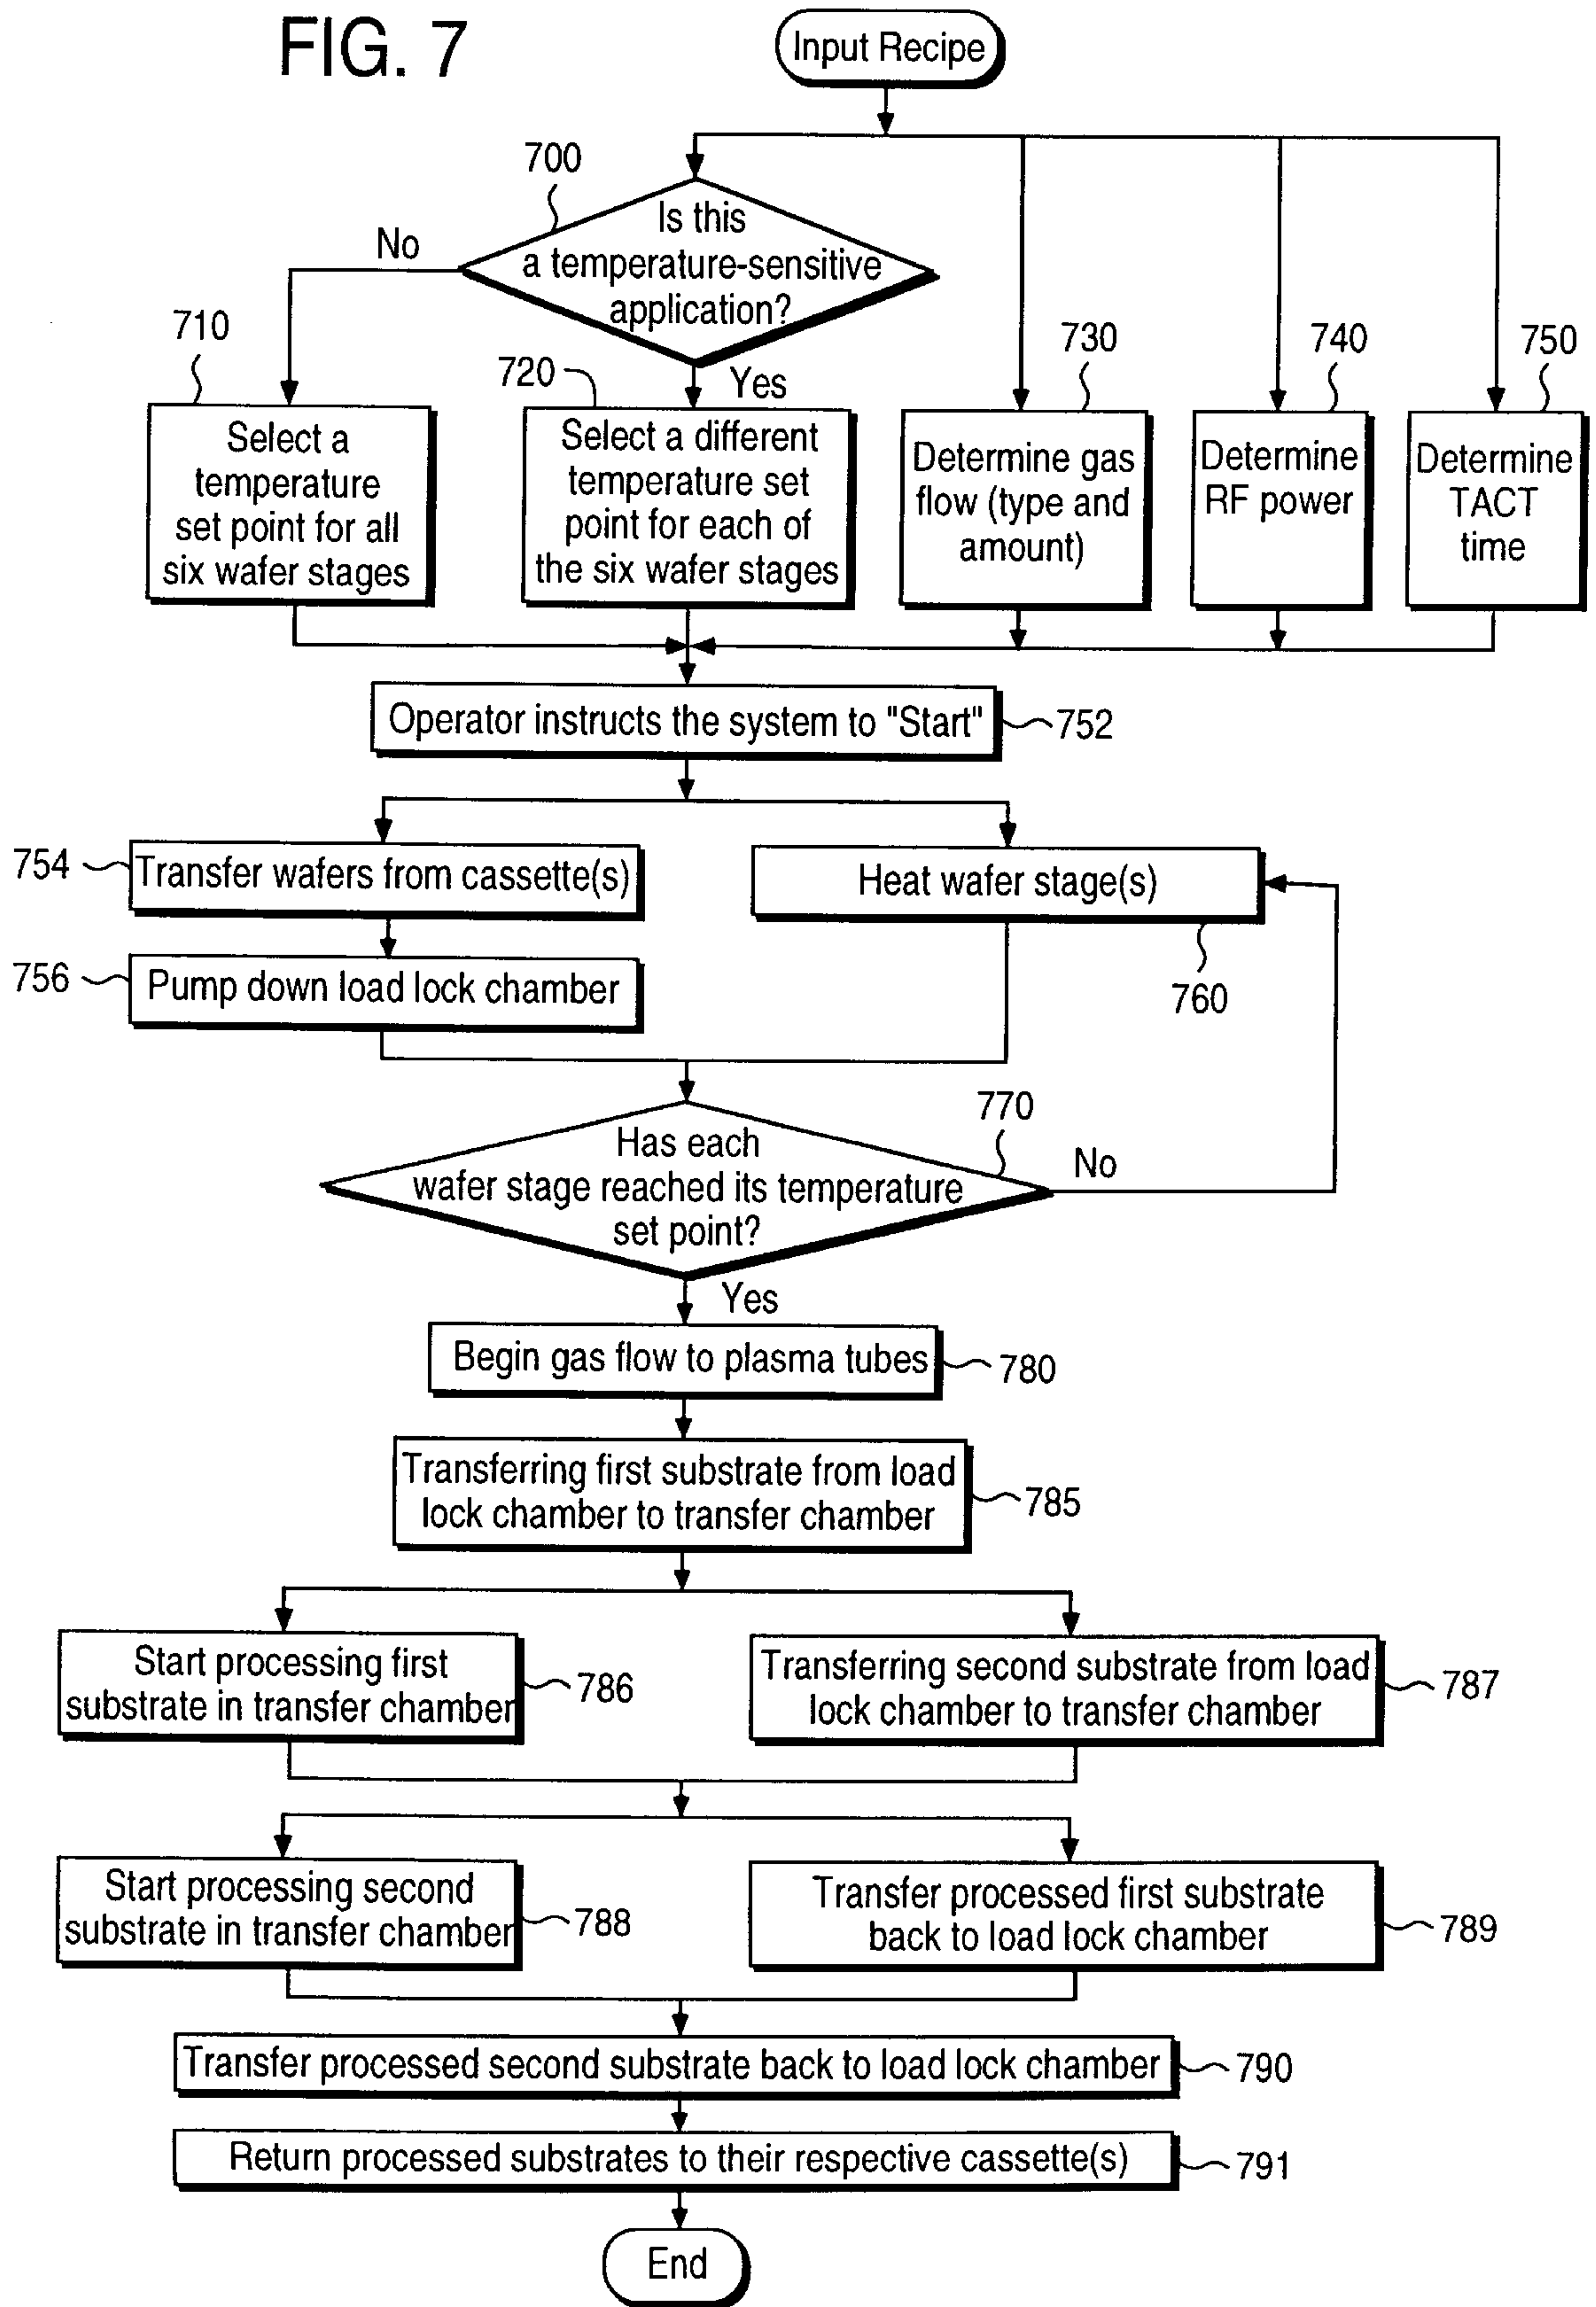 FIG. 7
Input Recipe
700
Is this
a temperature-sensitive
application?
No
Yes
710
Select a
temperature
set point for all
six wafer stages
720
Select a different
temperature set
point for each of
the six wafer stages
730
Determine gas
flow (type and
amount)
740
Determine
RF power
750
Determine
TACT
time
Operator instructs the system to "Start"
752
754
Transfer wafers from cassette(s)
Heat wafer stage(s)
760
756
Pump down load lock chamber
770
Has each
wafer stage reached its temperature
set point?
No
Yes
Begin gas flow to plasma tubes
780
Transferring first substrate from load
lock chamber to transfer chamber
785
Start processing first
substrate in transfer chamber
786
Transferring second substrate from load
lock chamber to transfer chamber
787
Start processing second
substrate in transfer chamber
788
Transfer processed first substrate
back to load lock chamber
789
Transfer processed second substrate back to load lock chamber
790
Return processed substrates to their respective cassette(s)
791
End